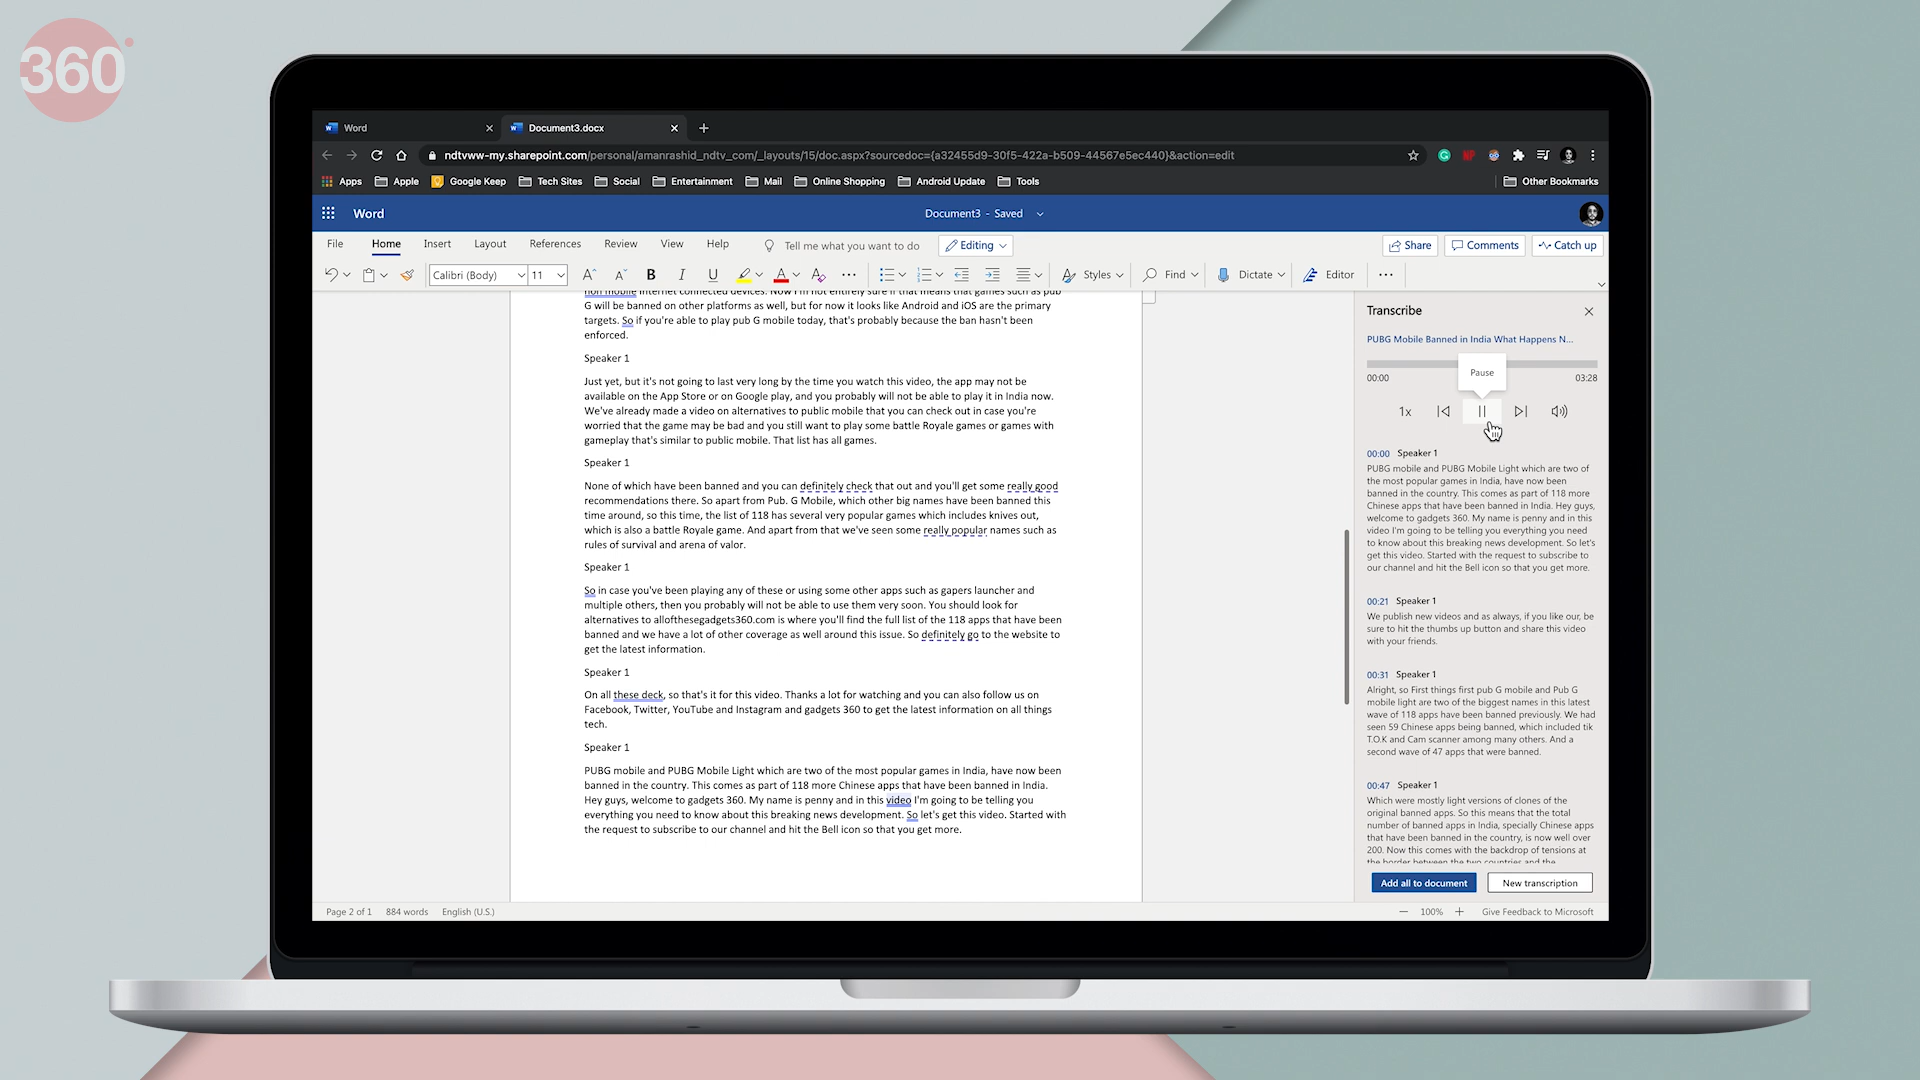 360
Word
Document3.docx
ndtvww-my.sharepoint.com/personal/amanrashid_ndtv_com/_layouts/15/doc.aspx?sourcedoc={a32455d9-30f5-422a-b509-44567e5ec440}&action=edit
Apps Apple Google Keep Tech Sites Social Entertainment Mail Online Shopping Android Update Tools Other Bookmarks
Word Document3 - Saved
File Home Insert Layout References Review View Help Tell me what you want to do Editing Share Comments Catch up
Calibri (Body) 11 B I U A Styles Find Dictate Editor
non mobile internet connected devices. Now I'm not entirely sure if that means that games such as pub
G will be banned on other platforms as well, but for now it looks like Android and iOS are the primary
targets. So if you're able to play pub G mobile today, that's probably because the ban hasn't been
enforced.
Speaker 1
Just yet, but it's not going to last very long by the time you watch this video, the app may not be
available on the App Store or on Google play, and you probably will not be able to play it in India now.
We've already made a video on alternatives to public mobile that you can check out in case you're
worried that the game may be bad and you still want to play some battle Royale games or games with
gameplay that's similar to public mobile. That list has all games.
Speaker 1
None of which have been banned and you can definitely check that out and you'll get some really good
recommendations there. So apart from Pub. G Mobile, which other big names have been banned this
time around, so this time, the list of 118 has several very popular games which includes knives out,
which is also a battle Royale game. And apart from that we've seen some really popular names such as
rules of survival and arena of valor.
Speaker 1
So in case you've been playing any of these or using some other apps such as gapers launcher and
multiple others, then you probably will not be able to use them very soon. You should look for
alternatives to allofthesegadgets360.com is where you'll find the full list of the 118 apps that have been
banned and we have a lot of other coverage as well around this issue. So definitely go to the website to
get the latest information.
Speaker 1
On all these deck, so that's it for this video. Thanks a lot for watching and you can also follow us on
Facebook, Twitter, YouTube and Instagram and gadgets 360 to get the latest information on all things
tech.
Speaker 1
PUBG mobile and PUBG Mobile Light which are two of the most popular games in India, have now been
banned in the country. This comes as part of 118 more Chinese apps that have been banned in India.
Hey guys, welcome to gadgets 360. My name is penny and in this video I'm going to be telling you
everything you need to know about this breaking news development. So let's get this video. Started with
the request to subscribe to our channel and hit the Bell icon so that you get more.
Transcribe
PUBG Mobile Banned in India What Happens N...
Pause
00:00 03:28
1x
00:00 Speaker 1
PUBG mobile and PUBG Mobile Light which are two of
the most popular games in India, have now been
banned in the country. This comes as part of 118 more
Chinese apps that have been banned in India. Hey guys,
welcome to gadgets 360. My name is penny and in this
video I'm going to be telling you everything you need
to know about this breaking news development. So let's
get this video. Started with the request to subscribe to
our channel and hit the Bell icon so that you get more.
00:21 Speaker 1
We publish new videos and as always, if you like our, be
sure to hit the thumbs up button and share this video
with your friends.
00:31 Speaker 1
Alright, so First things first pub G mobile and Pub G
mobile light are two of the biggest names in this latest
wave of 118 apps have been banned previously. We had
seen 59 Chinese apps being banned, which included tik
T.O.K and Cam scanner among many others. And a
second wave of 47 apps that were banned.
00:47 Speaker 1
Which were mostly light versions of clones of the
original banned apps. So this means that the total
number of banned apps in India, specially Chinese apps
that have been banned in the country, is now well over
200. Now this comes with the backdrop of tensions at
the border between the two countries and the
Add all to document New transcription
Page 2 of 1 884 words English (U.S.) 100% Give Feedback to Microsoft